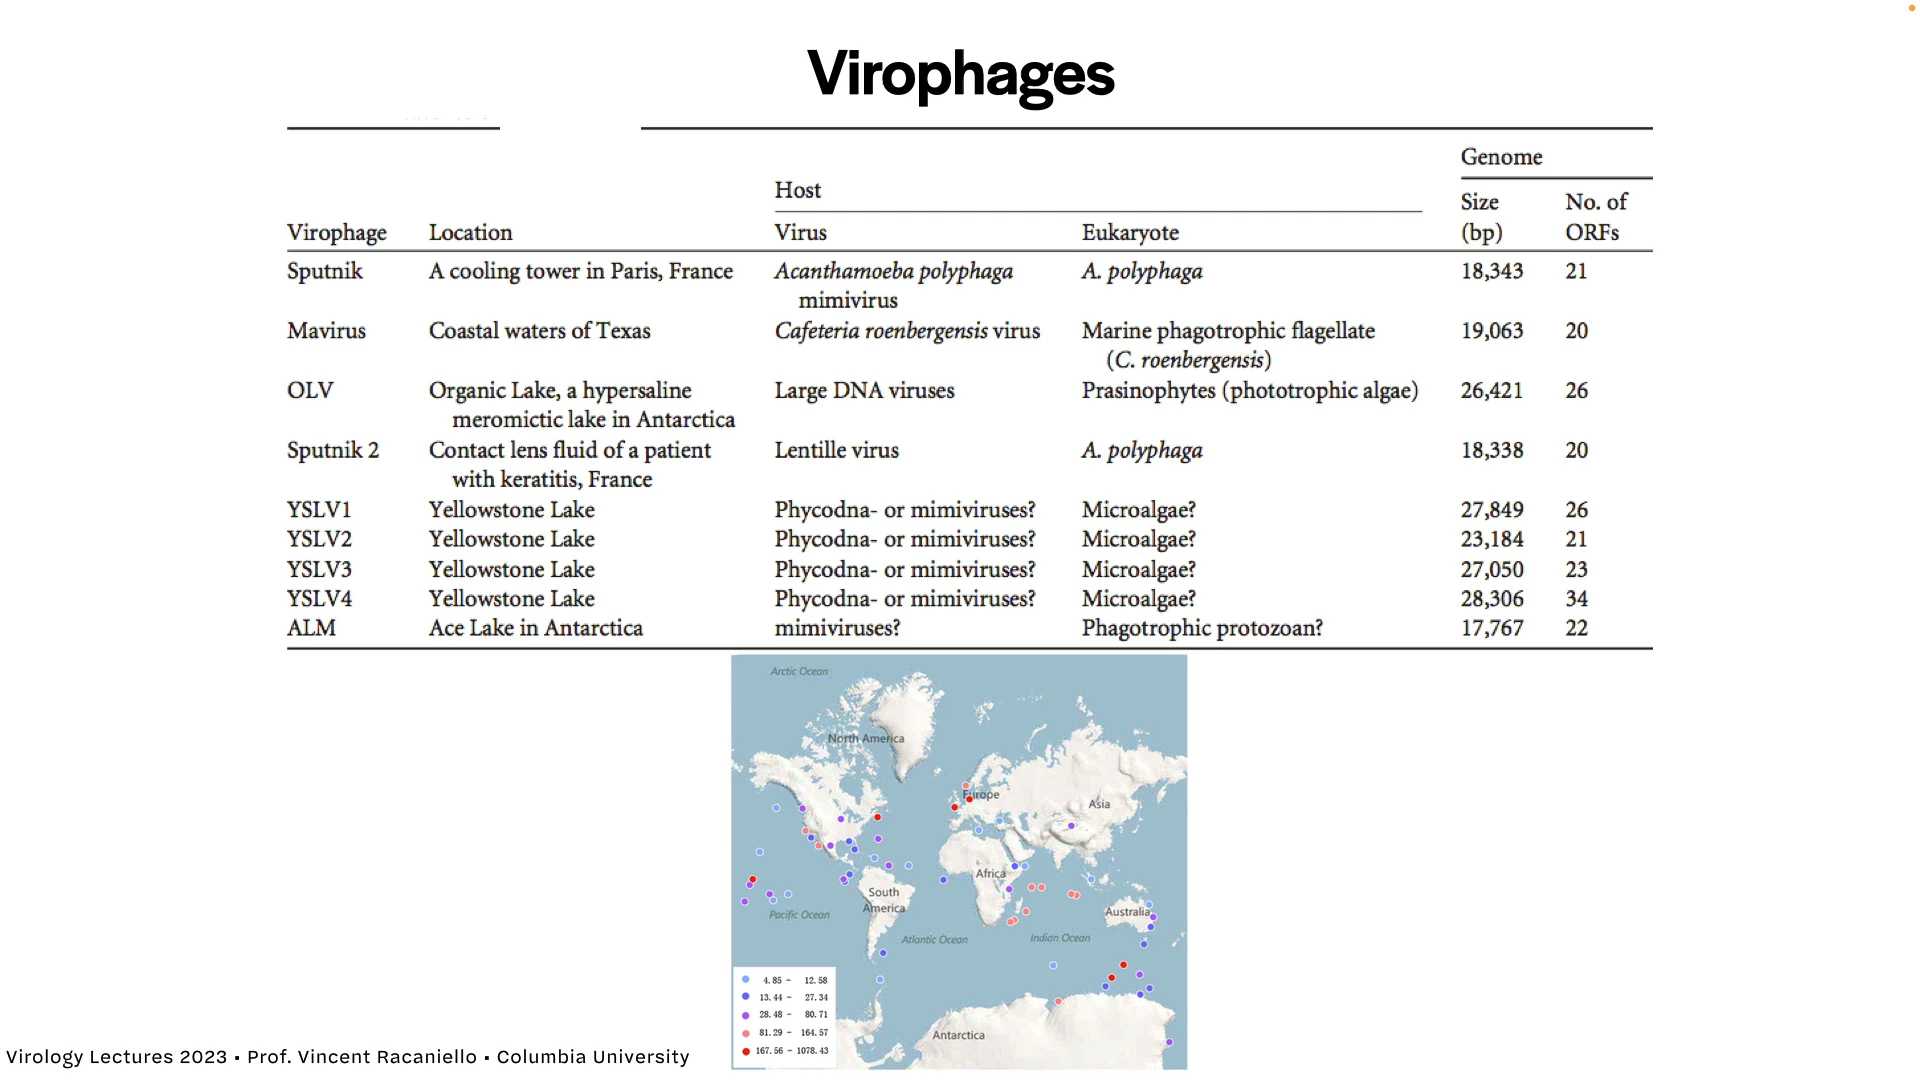 Virophages
Genome
Host
Size No. of
Virophage Location Virus Eukaryote (bp) ORFs
Sputnik A cooling tower in Paris, France Acanthamoeba polyphaga A. polyphaga 18,343 21
mimivirus
Mavirus Coastal waters of Texas Cafeteria roenbergensis virus Marine phagotrophic flagellate 19,063 20
(C. roenbergensis)
OLV Organic Lake, a hypersaline Large DNA viruses Prasinophytes (phototrophic algae) 26,421 26
meromictic lake in Antarctica
Sputnik 2 Contact lens fluid of a patient Lentille virus A. polyphaga 18,338 20
with keratitis, France
YSLV1 Yellowstone Lake Phycodna- or mimiviruses? Microalgae? 27,849 26
YSLV2 Yellowstone Lake Phycodna- or mimiviruses? Microalgae? 23,184 21
YSLV3 Yellowstone Lake Phycodna- or mimiviruses? Microalgae? 27,050 23
YSLV4 Yellowstone Lake Phycodna- or mimiviruses? Microalgae? 28,306 34
ALM Ace Lake in Antarctica mimiviruses? Phagotrophic protozoan? 17,767 22
Arctic Ocean
North America
Europe
Asia
Africa
South
America
Australia
Pacific Ocean
Atlantic Ocean
Indian Ocean
Antarctica
4.85 - 12.58
13.44 - 27.34
28.48 - 80.71
81.29 - 164.57
167.56 - 1078.43
Virology Lectures 2023 • Prof. Vincent Racaniello • Columbia University